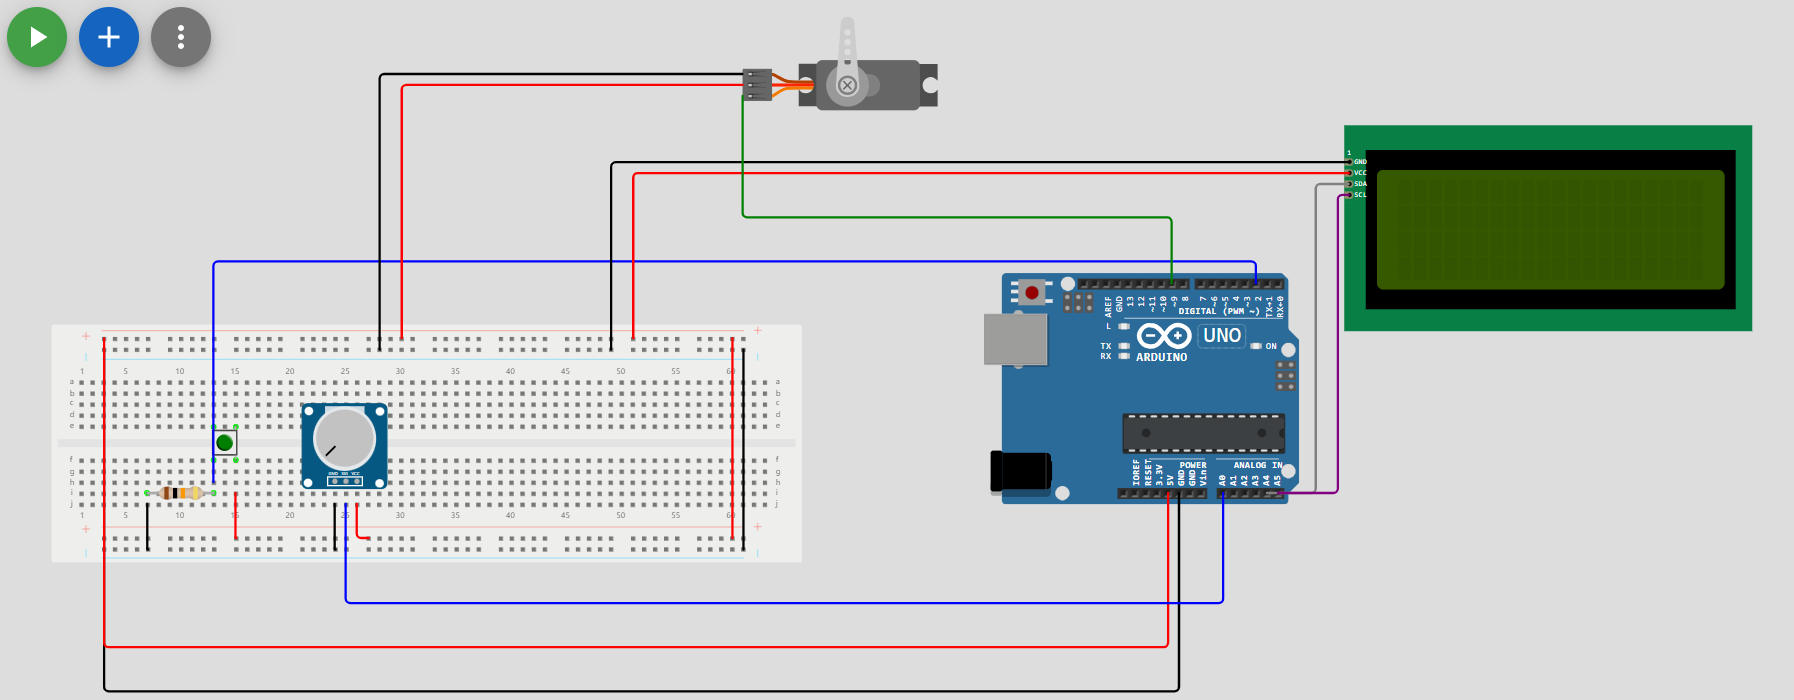 1
GND
VCC
SDA
SCL
AREF
GND
13
12
~11
~10
~9
8
7
~6
~5
4
~3
2
TX→1
RX←0
DIGITAL (PWM ~)
L
TX
RX
UNO
ON
ARDUINO
+ +
1 5 10 15 20 25 30 35 40 45 50 55 60
a a
b b
c c
d d
e e
f f
g g
h h
i i
j j
1 5 10 15 20 25 30 35 40 45 50 55 60
+ +
GND SIG VCC
POWER
ANALOG IN
IOREF
RESET
3.3V
5V
GND
GND
Vin
A0
A1
A2
A3
A4
A5